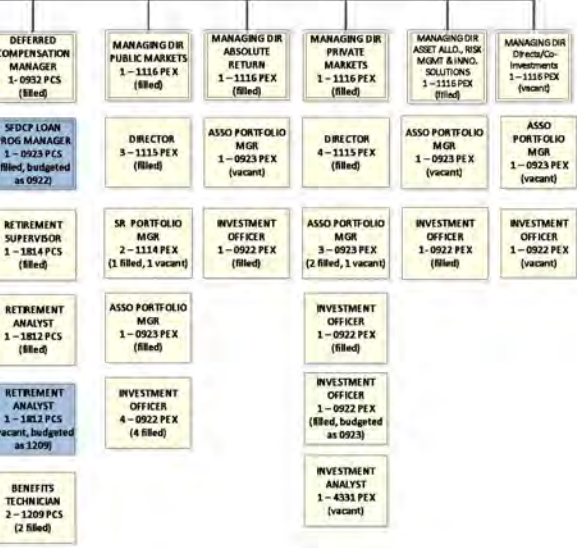 DEFERRED
COMPENSATION
MANAGER
1- 0932 PCS
(filled)
SFDCP LOAN
PROG MANAGER
1 – 0923 PCS
(filled, budgeted
as 0922)
RETIREMENT
SUPERVISOR
1 – 1814 PCS
(filled)
RETIREMENT
ANALYST
1 – 1812 PCS
(filled)
RETIREMENT
ANALYST
1 – 1812 PCS
(vacant, budgeted
as 1209)
BENEFITS
TECHNICIAN
2 – 1209 PCS
(2 filled)
MANAGING DIR
PUBLIC MARKETS
1 – 1116 PEX
(filled)
DIRECTOR
3 – 1115 PEX
(filled)
SR PORTFOLIO
MGR
2 – 1114 PEX
(1 filled, 1 vacant)
ASSO PORTFOLIO
MGR
1 – 0923 PEX
(filled)
INVESTMENT
OFFICER
4 – 0922 PEX
(4 filled)
MANAGING DIR
ABSOLUTE
RETURN
1 – 1116 PEX
(filled)
ASSO PORTFOLIO
MGR
1 – 0923 PEX
(vacant)
INVESTMENT
OFFICER
1 – 0922 PEX
(filled)
MANAGING DIR
PRIVATE
MARKETS
1 – 1116 PEX
(filled)
DIRECTOR
4 – 1115 PEX
(filled)
ASSO PORTFOLIO
MGR
3 – 0923 PEX
(2 filled, 1 vacant)
INVESTMENT
OFFICER
1 – 0922 PEX
(filled)
INVESTMENT
OFFICER
1 – 0922 PEX
(filled, budgeted
as 0923)
INVESTMENT
ANALYST
1 – 4331 PEX
(vacant)
MANAGING DIR
ASSET ALLO., RISK
MGMT & INNO.
SOLUTIONS
1 – 1116 PEX
(filled)
ASSO PORTFOLIO
MGR
1 – 0923 PEX
(vacant)
INVESTMENT
OFFICER
1- 0922 PEX
(filled)
MANAGING DIR
Directs/Co-
Investments
1 – 1116 PEX
(vacant)
ASSO
PORTFOLIO
MGR
1 – 0923 PEX
(vacant)
INVESTMENT
OFFICER
1 – 0922 PEX
(vacant)